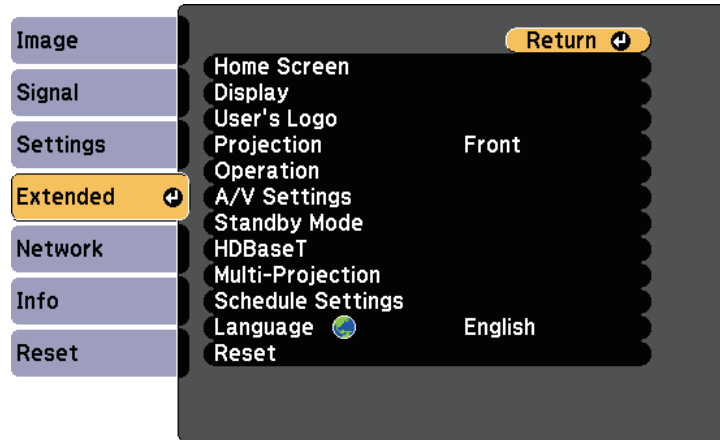 Image
Signal
Settings
Extended
Network
Info
Reset
Return
Home Screen
Display
User's Logo
Projection Front
Operation
A/V Settings
Standby Mode
HDBaseT
Multi-Projection
Schedule Settings
Language English
Reset